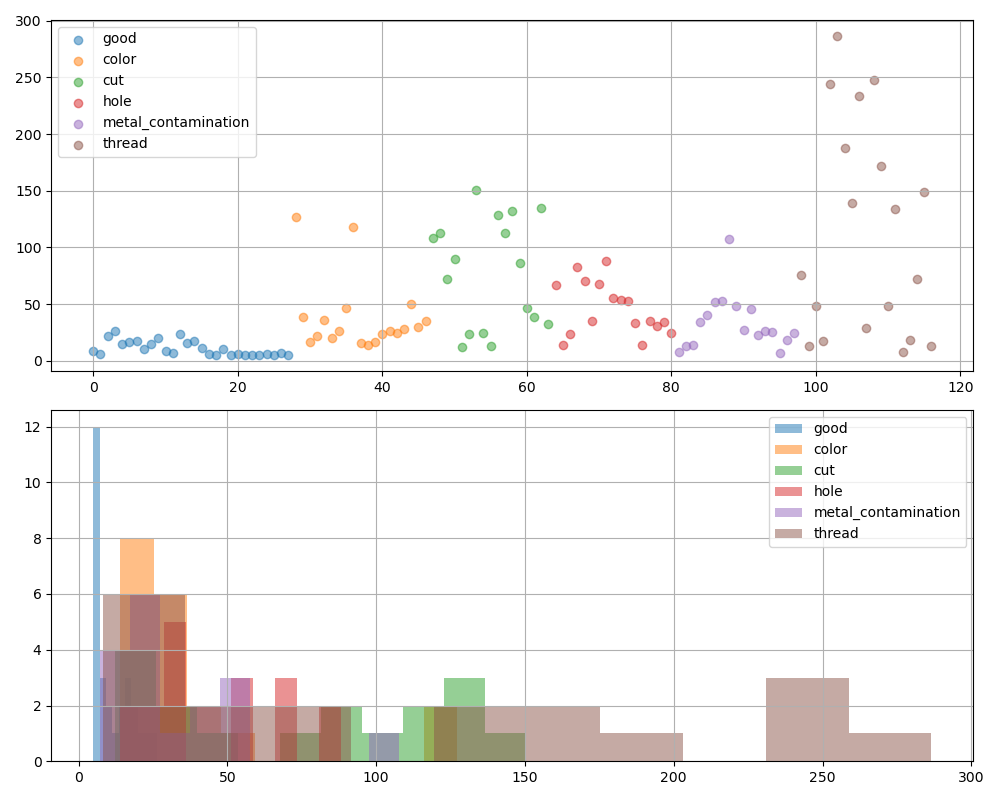 300
250
200
150
100
50
0
good
color
cut
hole
metal_contamination
thread
0 20 40 60 80 100 120
12
10
8
6
4
2
0
good
color
cut
hole
metal_contamination
thread
0 50 100 150 200 250 300